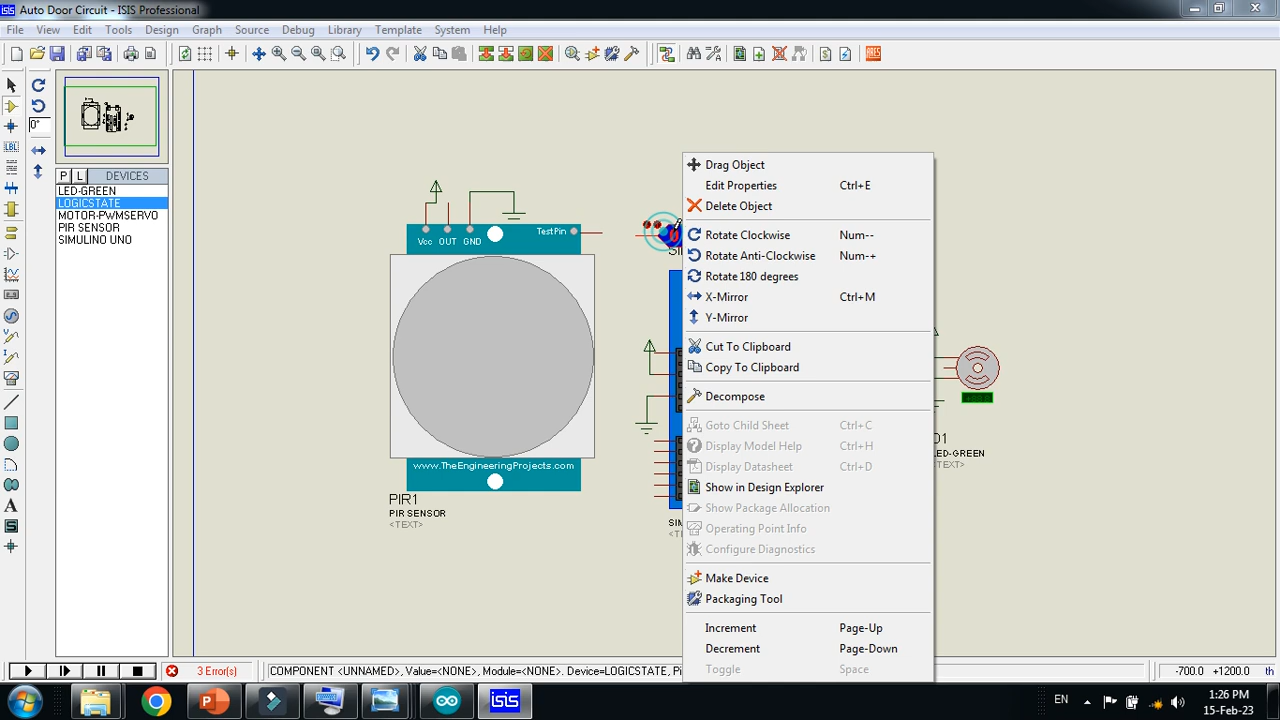 Auto Door Circuit - ISIS Professional
File View Edit Tools Design Graph Source Debug Library Template System Help
0°
LBL
P L DEVICES
LED-GREEN
LOGICSTATE
MOTOR-PWMSERVO
PIR SENSOR
SIMULINO UNO
A
S
ARES
Vcc OUT GND
TestPin
www.TheEngineeringProjects.com
PIR1
PIR SENSOR
<TEXT>
Drag Object
Edit Properties Ctrl+E
Delete Object
Rotate Clockwise Num--
Rotate Anti-Clockwise Num-+
Rotate 180 degrees
X-Mirror Ctrl+M
Y-Mirror
Cut To Clipboard
Copy To Clipboard
Decompose
Goto Child Sheet Ctrl+C
Display Model Help Ctrl+H
Display Datasheet Ctrl+D
Show in Design Explorer
Show Package Allocation
Operating Point Info
Configure Diagnostics
Make Device
Packaging Tool
Increment Page-Up
Decrement Page-Down
Toggle Space
LED-GREEN
<TEXT>
3 Error(s)
COMPONENT <UNNAMED>, Value=<NONE>, Module=<NONE>. Device=LOGICSTATE, Pi
-700.0 +1200.0 th
isis
EN
1:26 PM
15-Feb-23